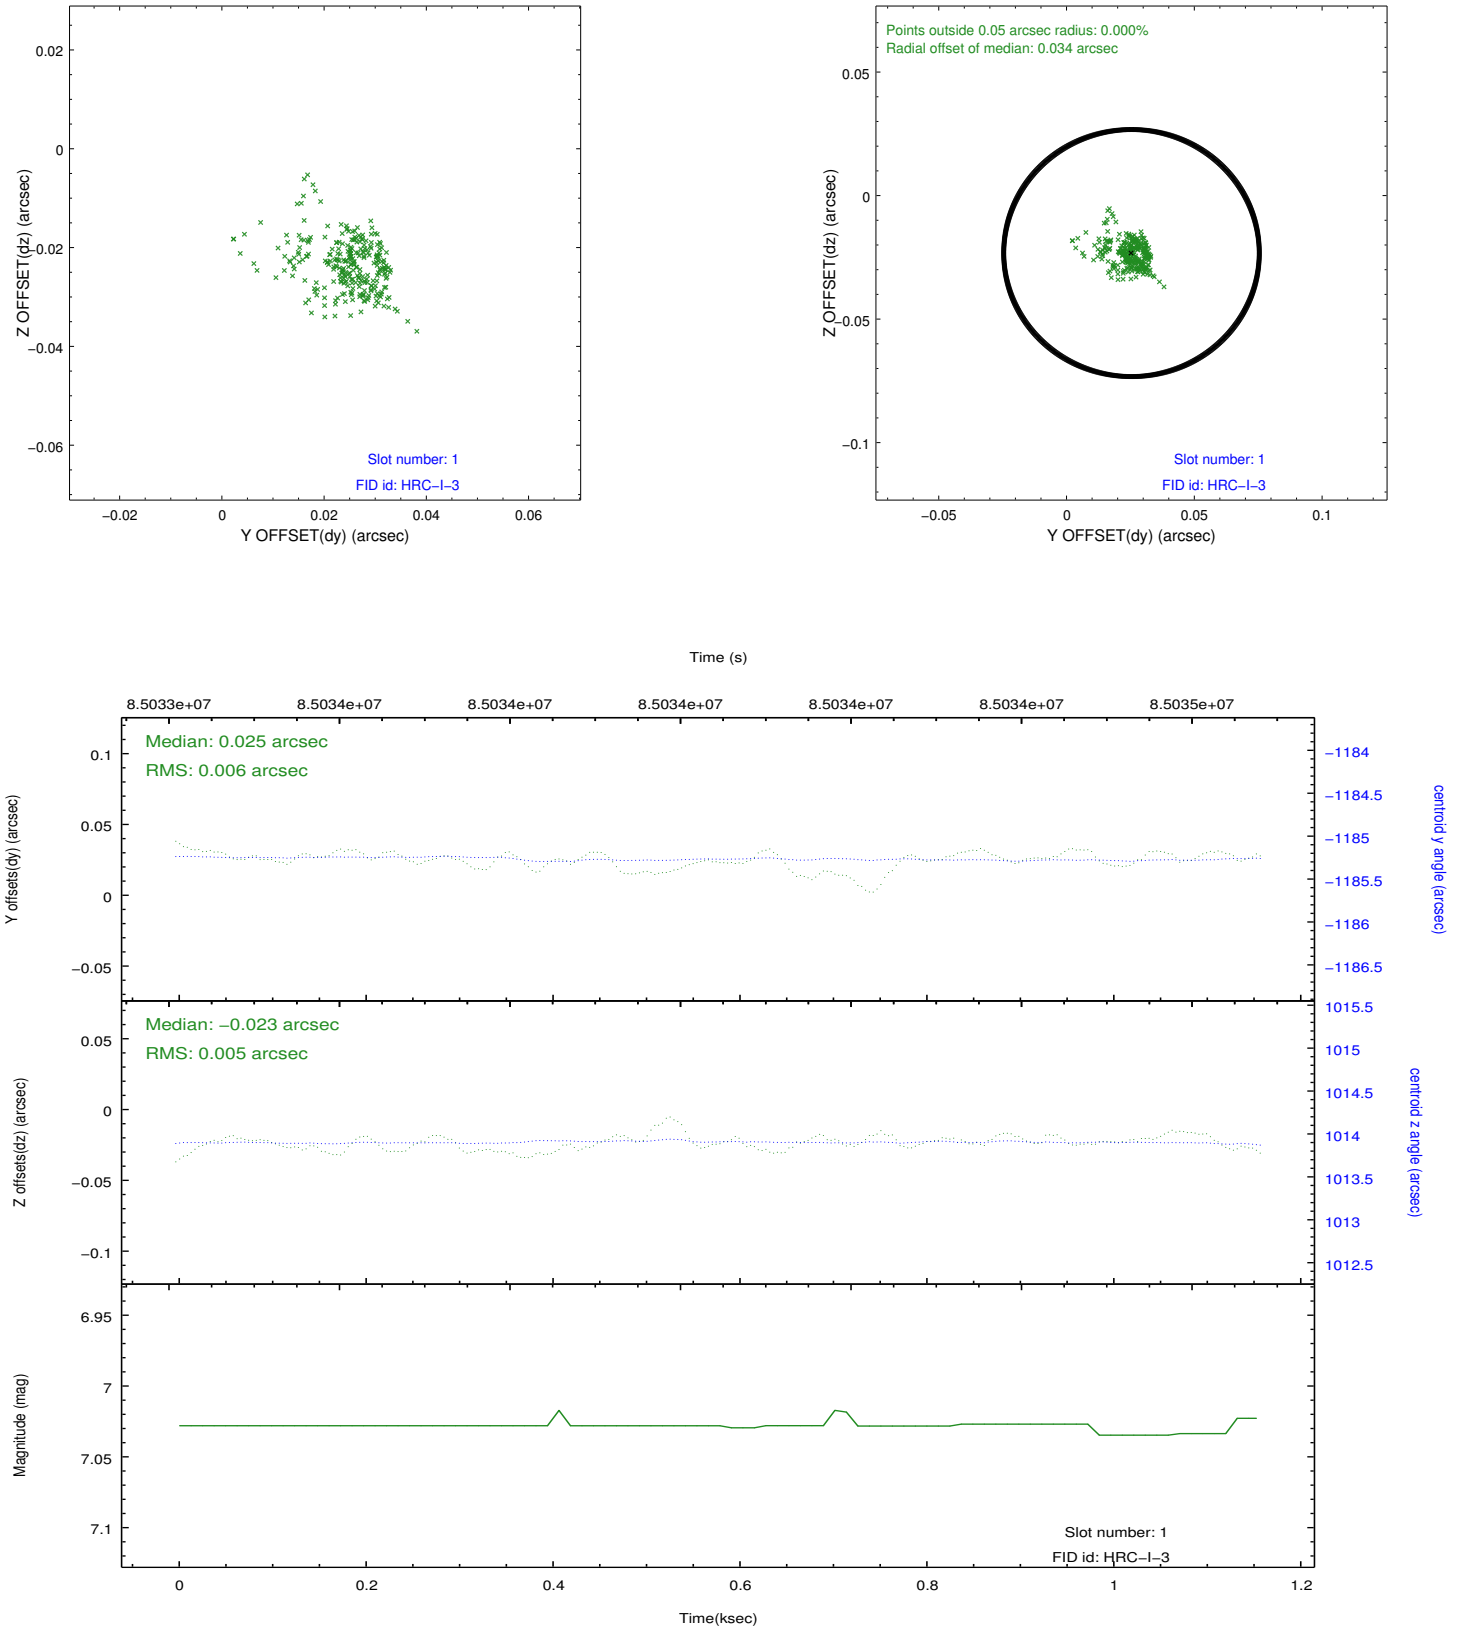 0.02
0
−0.02
−0.04
−0.06
Z OFFSET(dz) (arcsec)
Slot number: 1
FID id: HRC−I−3
−0.02
0
0.02
0.04
0.06
Y OFFSET(dy) (arcsec)
Points outside 0.05 arcsec radius: 0.000%
Radial offset of median: 0.034 arcsec
0.05
0
−0.05
−0.1
Z OFFSET(dz) (arcsec)
Slot number: 1
FID id: HRC−I−3
−0.05
0
0.05
0.1
Y OFFSET(dy) (arcsec)
Time (s)
8.5033e+07
8.5034e+07
8.5034e+07
8.5034e+07
8.5034e+07
8.5034e+07
8.5035e+07
Median: 0.025 arcsec
RMS: 0.006 arcsec
0.1
0.05
0
−0.05
Y offsets(dy) (arcsec)
−1184
−1184.5
−1185
−1185.5
−1186
−1186.5
centroid y angle (arcsec)
Median: −0.023 arcsec
RMS: 0.005 arcsec
0.05
0
−0.05
−0.1
Z offsets(dz) (arcsec)
1015.5
1015
1014.5
1014
1013.5
1013
1012.5
centroid z angle (arcsec)
6.95
7
7.05
7.1
Magnitude (mag)
Slot number: 1
FID id: HRC−I−3
0
0.2
0.4
0.6
0.8
1
1.2
Time(ksec)